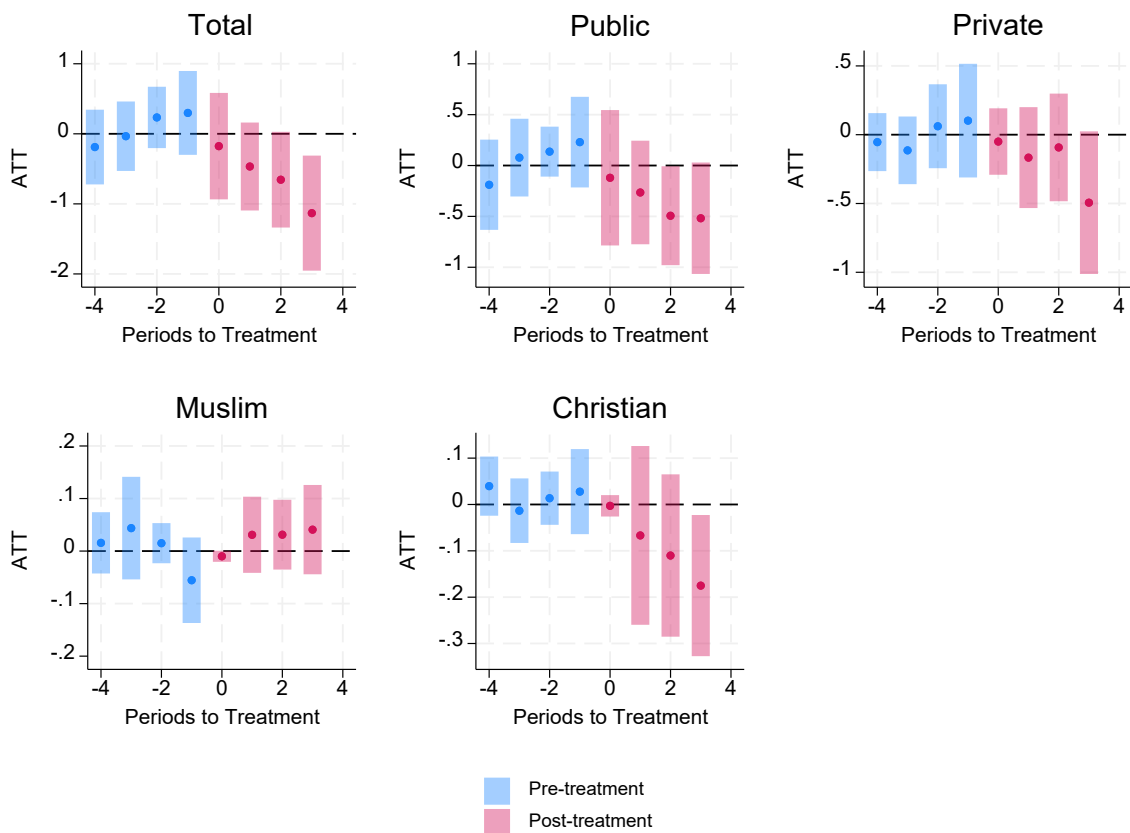 Total
1
0
-1
-2
ATT
-4 -2 0 2 4
Periods to Treatment
Public
1
.5
0
-.5
-1
ATT
-4 -2 0 2 4
Periods to Treatment
Private
.5
0
-.5
-1
ATT
-4 -2 0 2 4
Periods to Treatment
Muslim
.2
.1
0
-.1
-.2
ATT
-4 -2 0 2 4
Periods to Treatment
Christian
.1
0
-.1
-.2
-.3
ATT
-4 -2 0 2 4
Periods to Treatment
Pre-treatment
Post-treatment